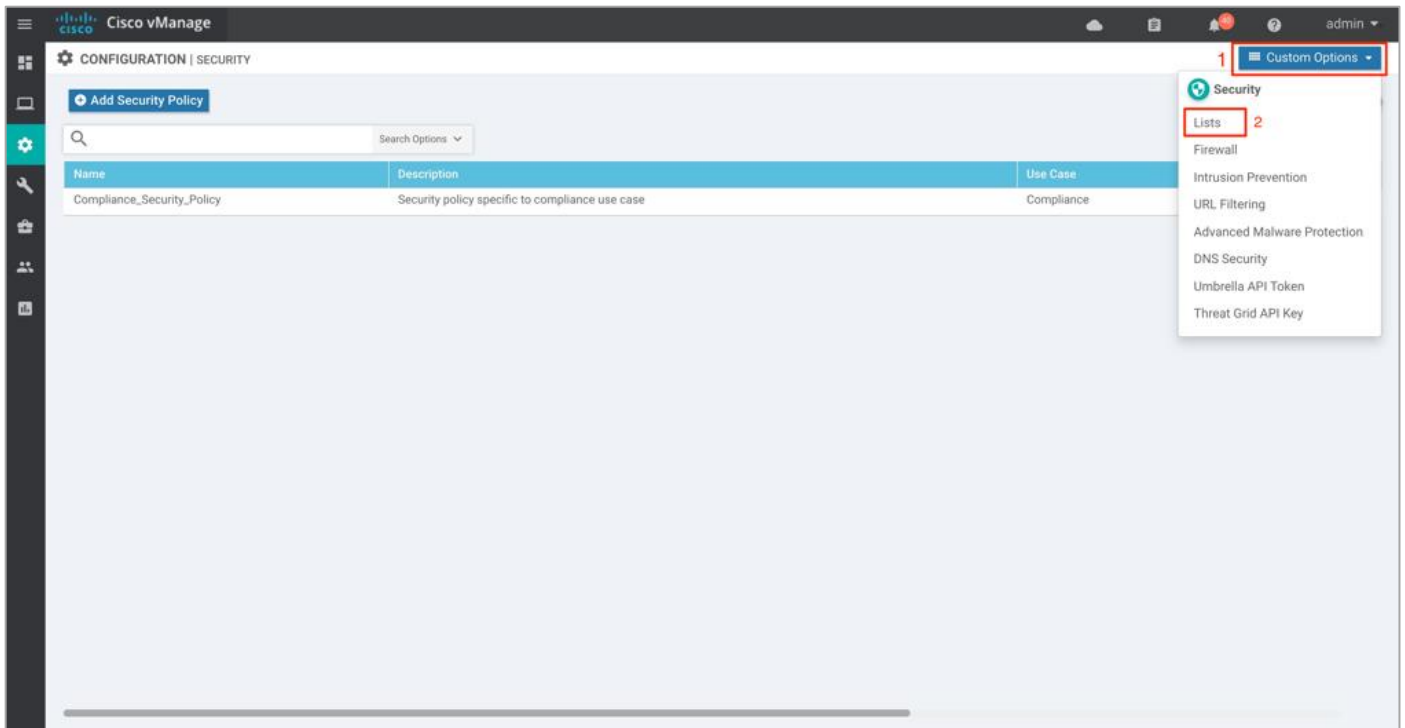 cisco Cisco vManage admin
CONFIGURATION | SECURITY
1 Custom Options
Add Security Policy
Security
Search Options
Lists 2
Firewall
Name Description Use Case
Intrusion Prevention
Compliance_Security_Policy Security policy specific to compliance use case Compliance
URL Filtering
Advanced Malware Protection
DNS Security
Umbrella API Token
Threat Grid API Key